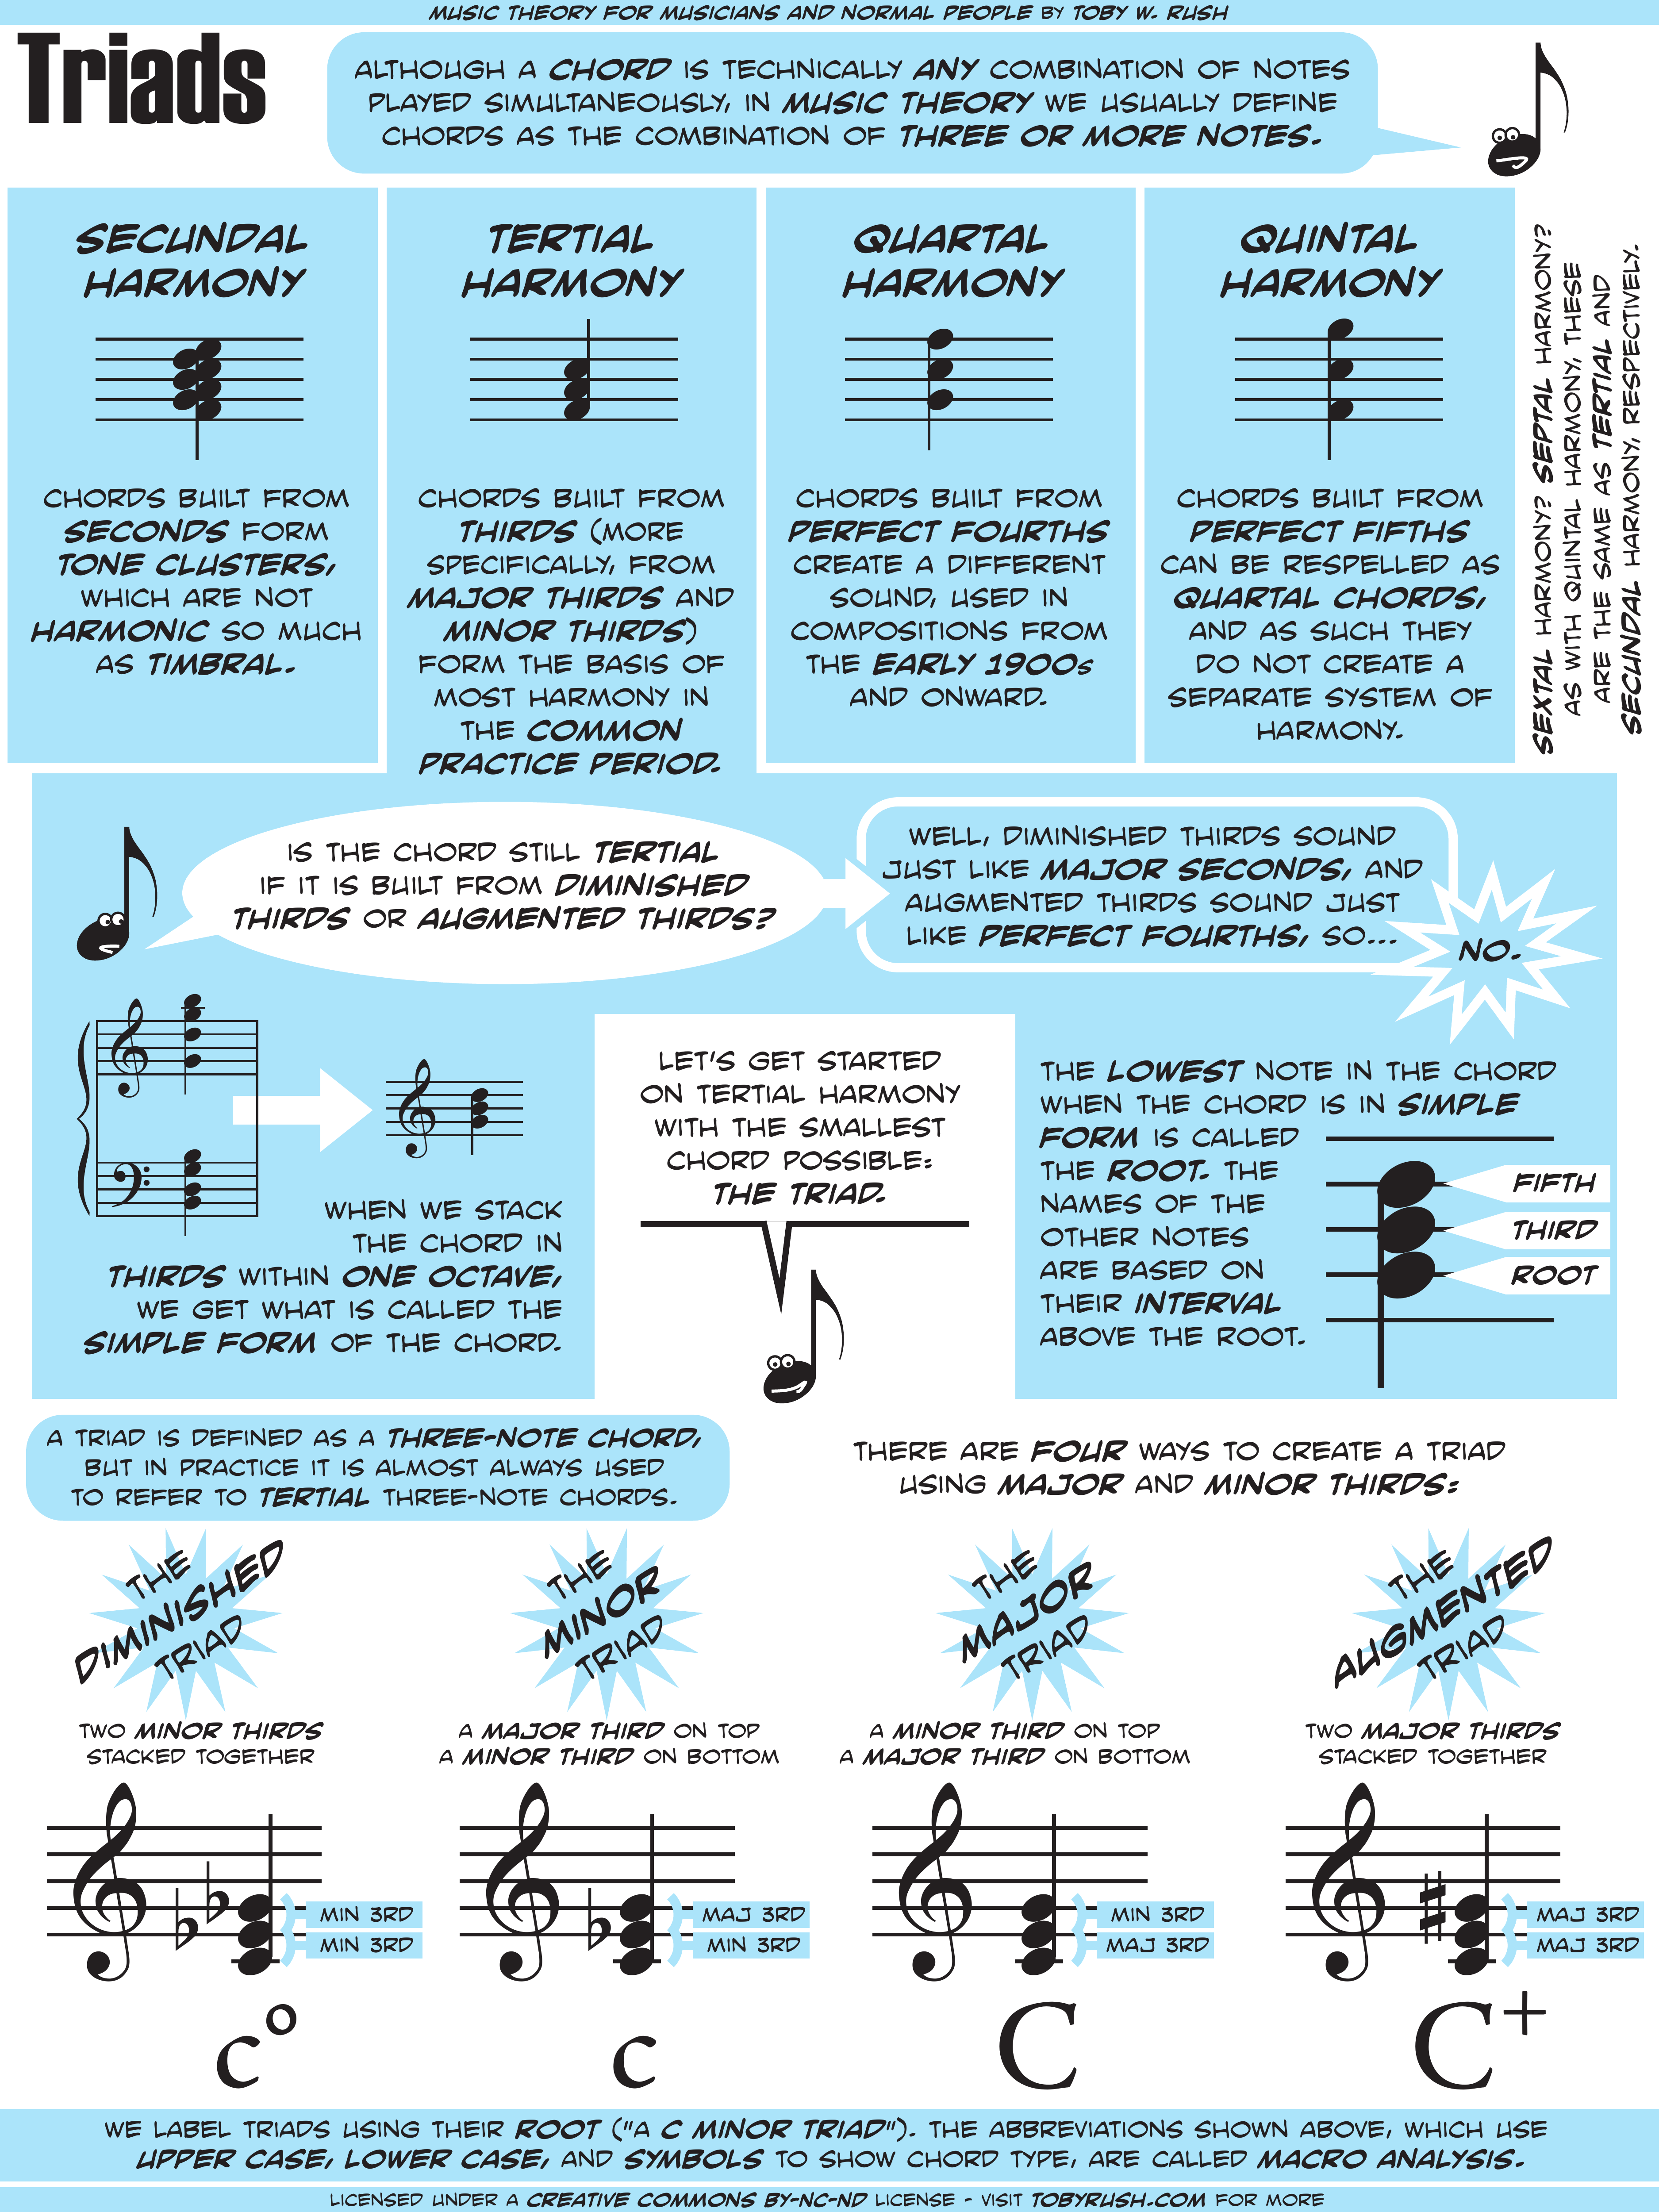 MUSIC THEORY FOR MUSICIANS AND NORMAL PEOPLE BY TOBY W. RUSH
Triads
ALTHOUGH A CHORD IS TECHNICALLY ANY COMBINATION OF NOTES
PLAYED SIMULTANEOUSLY, IN MUSIC THEORY WE USUALLY DEFINE
CHORDS AS THE COMBINATION OF THREE OR MORE NOTES.
SECUNDAL
HARMONY
CHORDS BUILT FROM
SECONDS FORM
TONE CLUSTERS,
WHICH ARE NOT
HARMONIC SO MUCH
AS TIMBRAL.
TERTIAL
HARMONY
CHORDS BUILT FROM
THIRDS (MORE
SPECIFICALLY, FROM
MAJOR THIRDS AND
MINOR THIRDS)
FORM THE BASIS OF
MOST HARMONY IN
THE COMMON
PRACTICE PERIOD.
QUARTAL
HARMONY
CHORDS BUILT FROM
PERFECT FOURTHS
CREATE A DIFFERENT
SOUND, USED IN
COMPOSITIONS FROM
THE EARLY 1900s
AND ONWARD.
QUINTAL
HARMONY
CHORDS BUILT FROM
PERFECT FIFTHS
CAN BE RESPELLED AS
QUARTAL CHORDS,
AND AS SUCH THEY
DO NOT CREATE A
SEPARATE SYSTEM OF
HARMONY.
SEXTAL HARMONY? SEPTAL HARMONY?
AS WITH QUINTAL HARMONY, THESE
ARE THE SAME AS TERTIAL AND
SECUNDAL HARMONY, RESPECTIVELY.
IS THE CHORD STILL TERTIAL
IF IT IS BUILT FROM DIMINISHED
THIRDS OR AUGMENTED THIRDS?
WELL, DIMINISHED THIRDS SOUND
JUST LIKE MAJOR SECONDS, AND
AUGMENTED THIRDS SOUND JUST
LIKE PERFECT FOURTHS, SO...
NO.
WHEN WE STACK
THE CHORD IN
THIRDS WITHIN ONE OCTAVE,
WE GET WHAT IS CALLED THE
SIMPLE FORM OF THE CHORD.
LET'S GET STARTED
ON TERTIAL HARMONY
WITH THE SMALLEST
CHORD POSSIBLE:
THE TRIAD.
THE LOWEST NOTE IN THE CHORD
WHEN THE CHORD IS IN SIMPLE
FORM IS CALLED
THE ROOT. THE
NAMES OF THE
OTHER NOTES
ARE BASED ON
THEIR INTERVAL
ABOVE THE ROOT.
FIFTH
THIRD
ROOT
A TRIAD IS DEFINED AS A THREE-NOTE CHORD,
BUT IN PRACTICE IT IS ALMOST ALWAYS USED
TO REFER TO TERTIAL THREE-NOTE CHORDS.
THERE ARE FOUR WAYS TO CREATE A TRIAD
USING MAJOR AND MINOR THIRDS:
THE
DIMINISHED
TRIAD
TWO MINOR THIRDS
STACKED TOGETHER
MIN 3RD
MIN 3RD
c°
THE
MINOR
TRIAD
A MAJOR THIRD ON TOP
A MINOR THIRD ON BOTTOM
MAJ 3RD
MIN 3RD
c
THE
MAJOR
TRIAD
A MINOR THIRD ON TOP
A MAJOR THIRD ON BOTTOM
MIN 3RD
MAJ 3RD
C
THE
AUGMENTED
TRIAD
TWO MAJOR THIRDS
STACKED TOGETHER
MAJ 3RD
MAJ 3RD
C+
WE LABEL TRIADS USING THEIR ROOT ("A C MINOR TRIAD"). THE ABBREVIATIONS SHOWN ABOVE, WHICH USE
UPPER CASE, LOWER CASE, AND SYMBOLS TO SHOW CHORD TYPE, ARE CALLED MACRO ANALYSIS.
LICENSED UNDER A CREATIVE COMMONS BY-NC-ND LICENSE - VISIT TOBYRUSH.COM FOR MORE